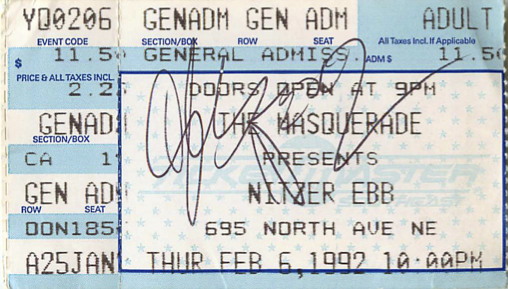 YD0206 GENADM GEN ADM ADULT
EVENT CODE SECTION/BOX ROW SEAT All Taxes Incl. If Applicable
$ 11.50 GENERAL ADMISS. ADM $ 11.50
PRICE & ALL TAXES INCL.
2.25 DOORS OPEN AT 9PM
GENAD THE MASQUERADE
SECTION/BOX
CA PRESENTS
TICKETMASTER
SOUTHEAST
GEN AD NITZER EBB
ROW SEAT
DON185 695 NORTH AVE NE
A25JAN THUR FEB 6,1992 10:00PM